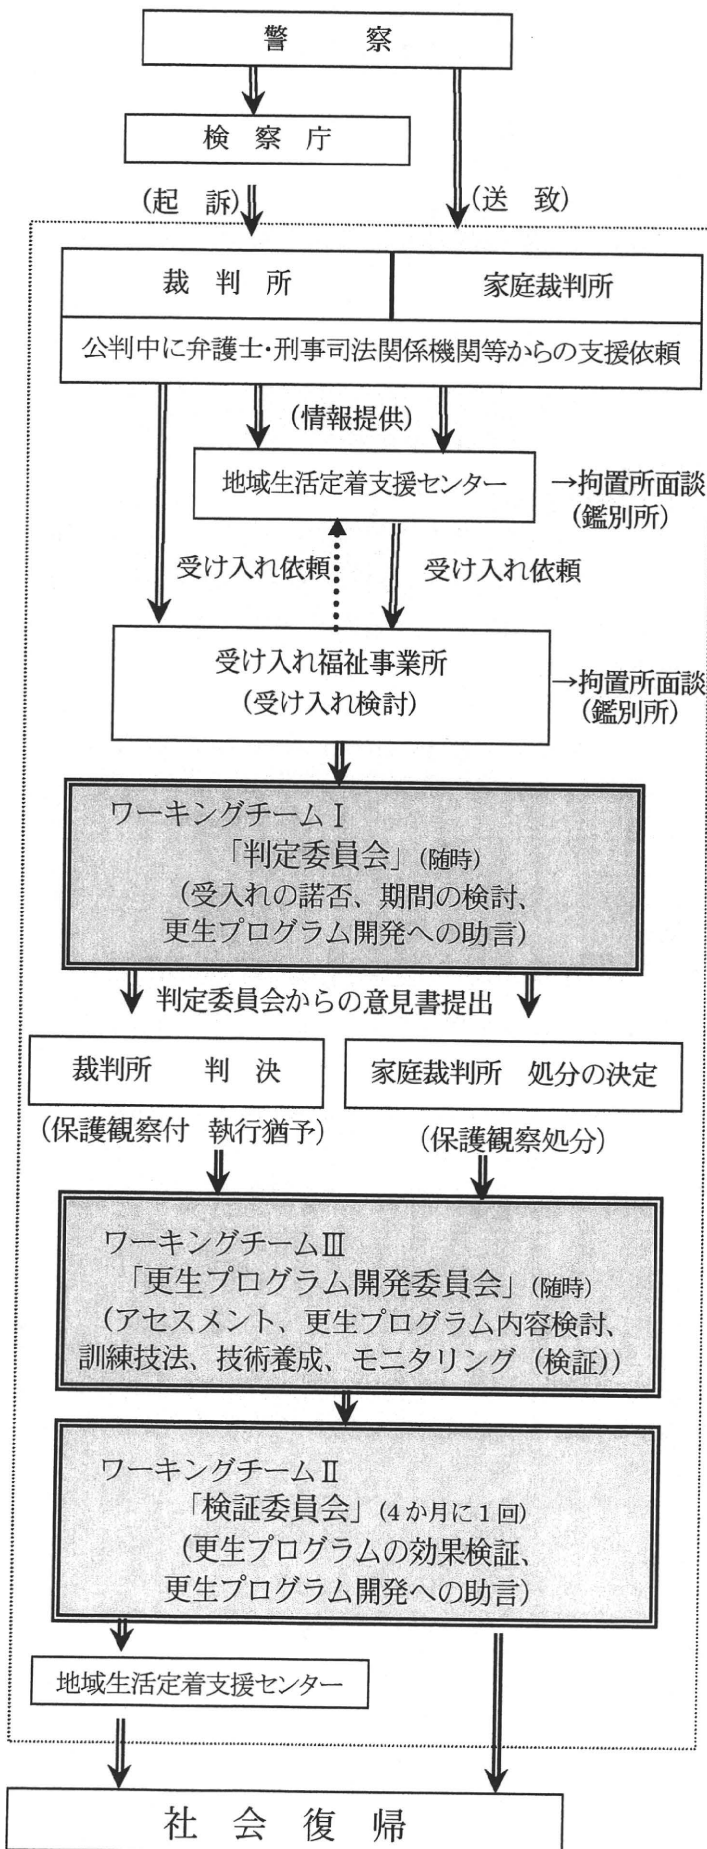 警　　　察
検　察　庁
(起　訴)
(送　致)
裁　判　所
家庭裁判所
公判中に弁護士・刑事司法関係機関等からの支援依頼
(情報提供)
地域生活定着支援センター
→拘置所面談
(鑑別所)
受け入れ依頼
受け入れ依頼
受け入れ福祉事業所
(受け入れ検討)
→拘置所面談
(鑑別所)
ワーキングチームⅠ
「判定委員会」(随時)
(受入れの諾否、期間の検討、
更生プログラム開発への助言)
判定委員会からの意見書提出
裁判所　　判　決
家庭裁判所　処分の決定
(保護観察付　執行猶予)
(保護観察処分)
ワーキングチームⅢ
「更生プログラム開発委員会」(随時)
(アセスメント、更生プログラム内容検討、
訓練技法、技術養成、モニタリング（検証))
ワーキングチームⅡ
「検証委員会」(4か月に1回)
(更生プログラムの効果検証、
更生プログラム開発への助言)
地域生活定着支援センター
社　会　復　帰